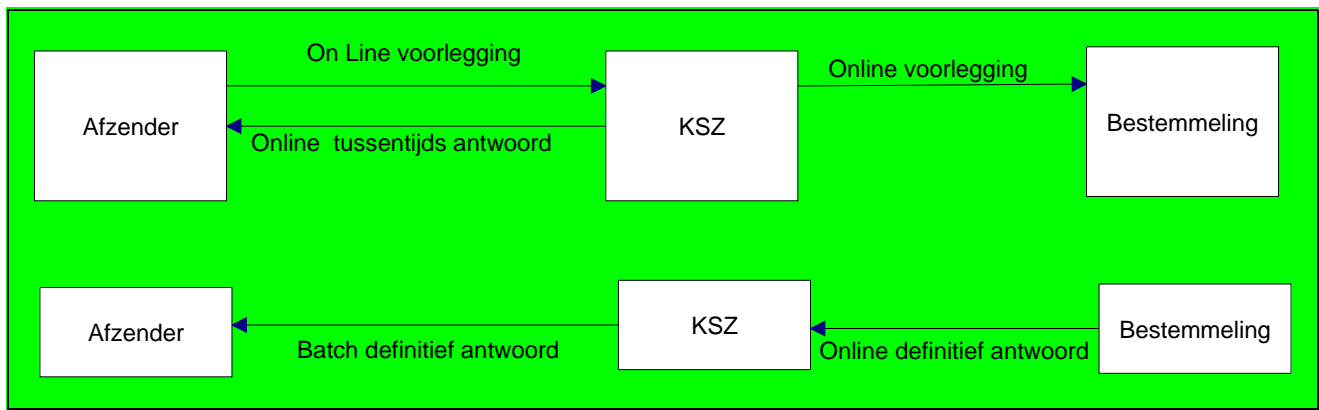 On Line voorlegging
Online voorlegging
Afzender
KSZ
Bestemmeling
Online  tussentijds antwoord
Afzender
KSZ
Bestemmeling
Batch definitief antwoord
Online definitief antwoord